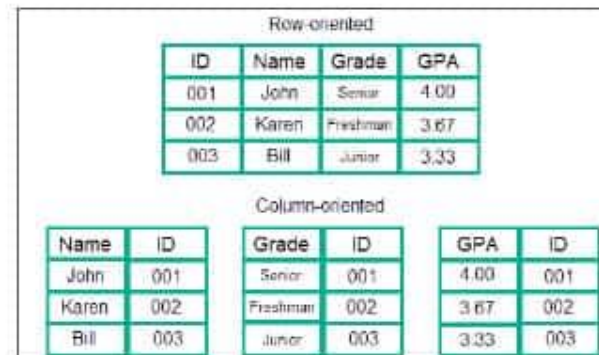 Row-oriented
ID Name Grade GPA
001 John Senior 4.00
002 Karen Freshman 3.67
003 Bill Junior 3.33
Column-oriented
Name ID Grade ID GPA ID
John 001 Senior 001 4.00 001
Karen 002 Freshman 002 3.67 002
Bill 003 Junior 003 3.33 003